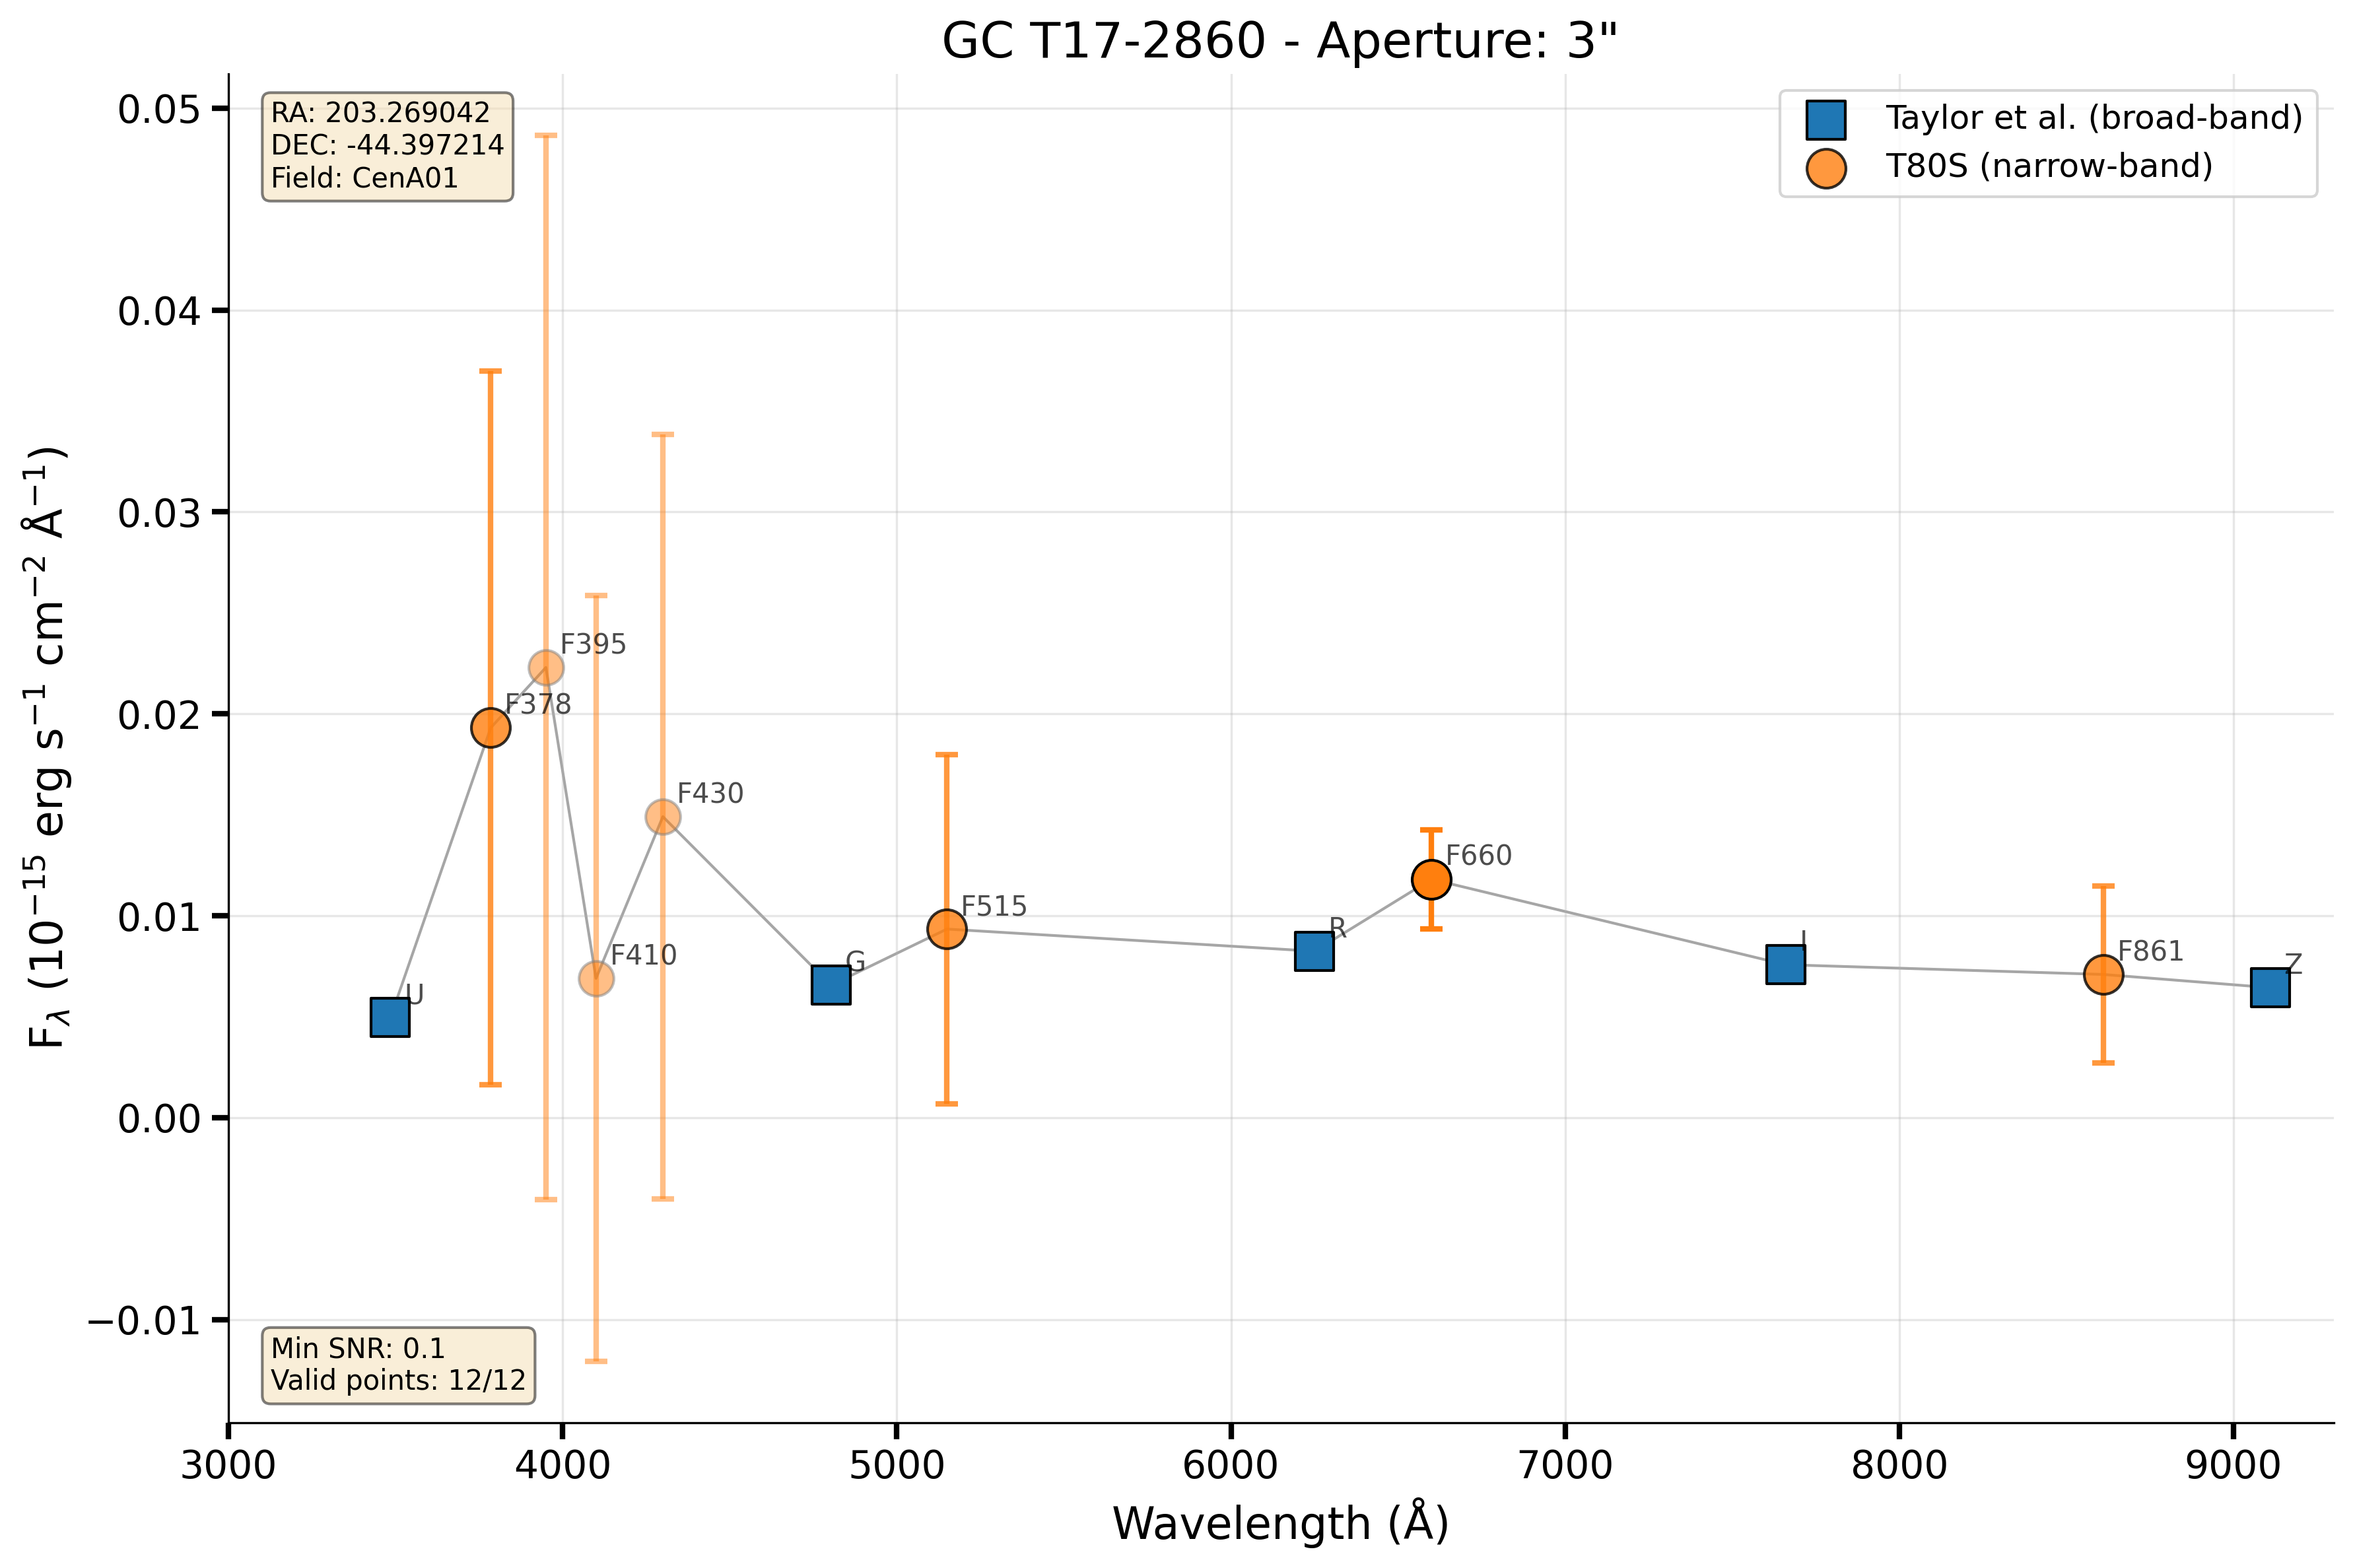 GC T17-2860 - Aperture: 3"
RA: 203.269042
DEC: -44.397214
Field: CenA01
Taylor et al. (broad-band)
T80S (narrow-band)
0.05
0.04
0.03
0.02
0.01
0.00
−0.01
F_λ (10⁻¹⁵ erg s⁻¹ cm⁻² Å⁻¹)
U
F378
F395
F410
F430
G
F515
R
F660
I
F861
Z
Min SNR: 0.1
Valid points: 12/12
3000 4000 5000 6000 7000 8000 9000
Wavelength (Å)